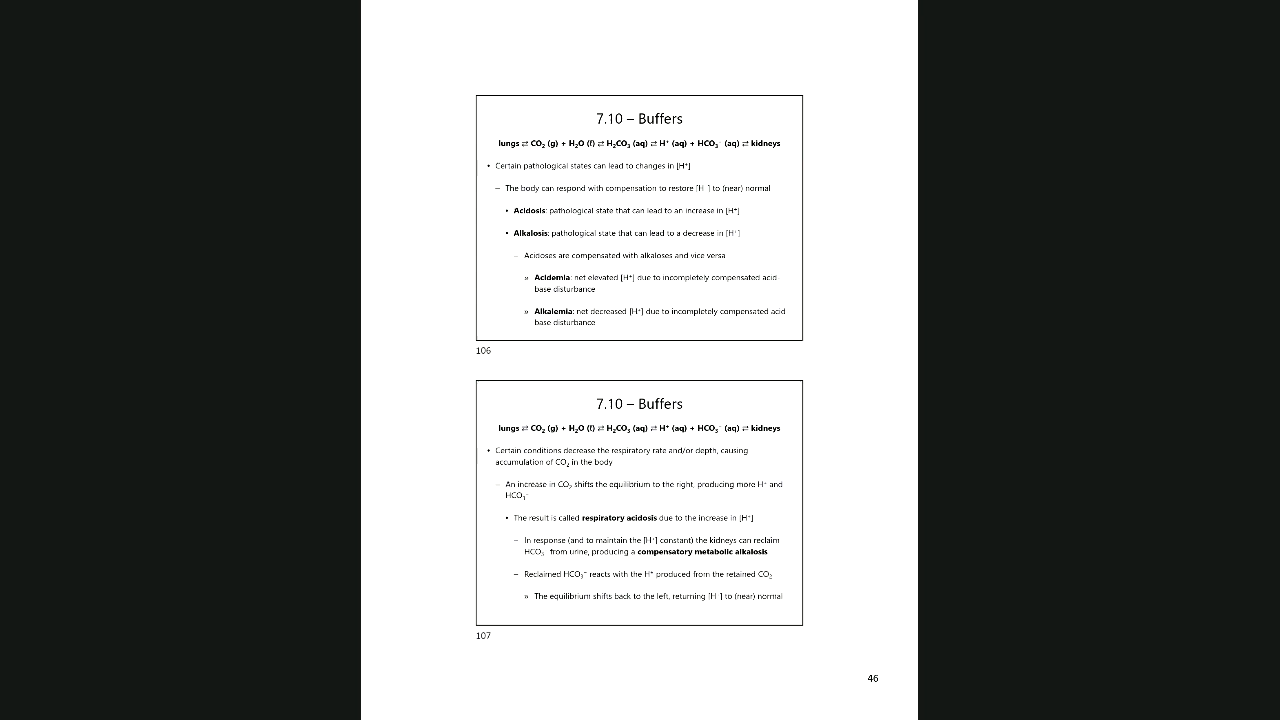 7.10 – Buffers
lungs ⇄ CO₂ (g) + H₂O (ℓ) ⇄ H₂CO₃ (aq) ⇄ H⁺ (aq) + HCO₃⁻ (aq) ⇄ kidneys
• Certain pathological states can lead to changes in [H⁺]
– The body can respond with compensation to restore [H⁺] to (near) normal
• Acidosis: pathological state that can lead to an increase in [H⁺]
• Alkalosis: pathological state that can lead to a decrease in [H⁺]
– Acidoses are compensated with alkaloses and vice versa
» Acidemia: net elevated [H⁺] due to incompletely compensated acid-
base disturbance
» Alkalemia: net decreased [H⁺] due to incompletely compensated acid
base disturbance
106
7.10 – Buffers
lungs ⇄ CO₂ (g) + H₂O (ℓ) ⇄ H₂CO₃ (aq) ⇄ H⁺ (aq) + HCO₃⁻ (aq) ⇄ kidneys
• Certain conditions decrease the respiratory rate and/or depth, causing
accumulation of CO₂ in the body
– An increase in CO₂ shifts the equilibrium to the right, producing more H⁺ and
HCO₃⁻
• The result is called respiratory acidosis due to the increase in [H⁺]
– In response (and to maintain the [H⁺] constant) the kidneys can reclaim
HCO₃⁻ from urine, producing a compensatory metabolic alkalosis
– Reclaimed HCO₃⁻ reacts with the H⁺ produced from the retained CO₂
» The equilibrium shifts back to the left, returning [H⁺] to (near) normal
107
46